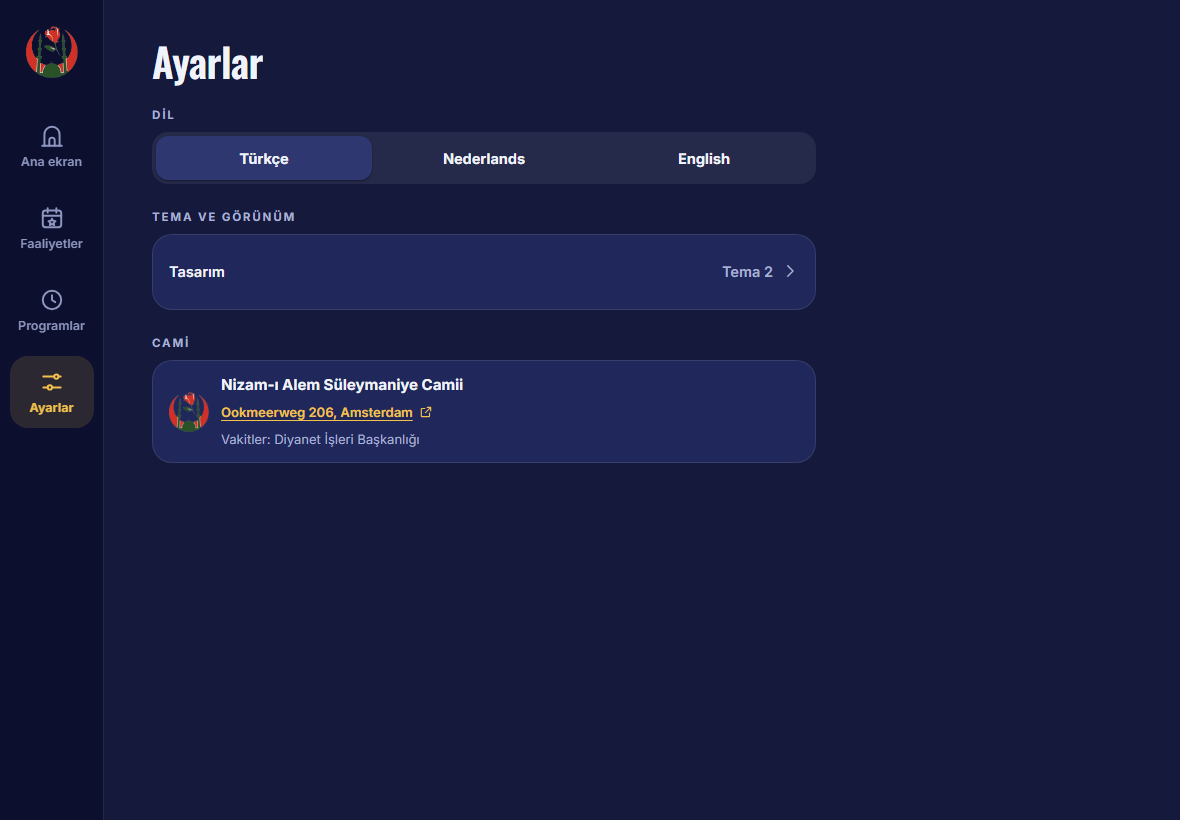 Ayarlar
DİL
Türkçe
Nederlands
English
TEMA VE GÖRÜNÜM
Tasarım
Tema 2
CAMİ
Nizam-ı Alem Süleymaniye Camii
Ookmeerweg 206, Amsterdam
Vakitler: Diyanet İşleri Başkanlığı
Ana ekran
Faaliyetler
Programlar
Ayarlar